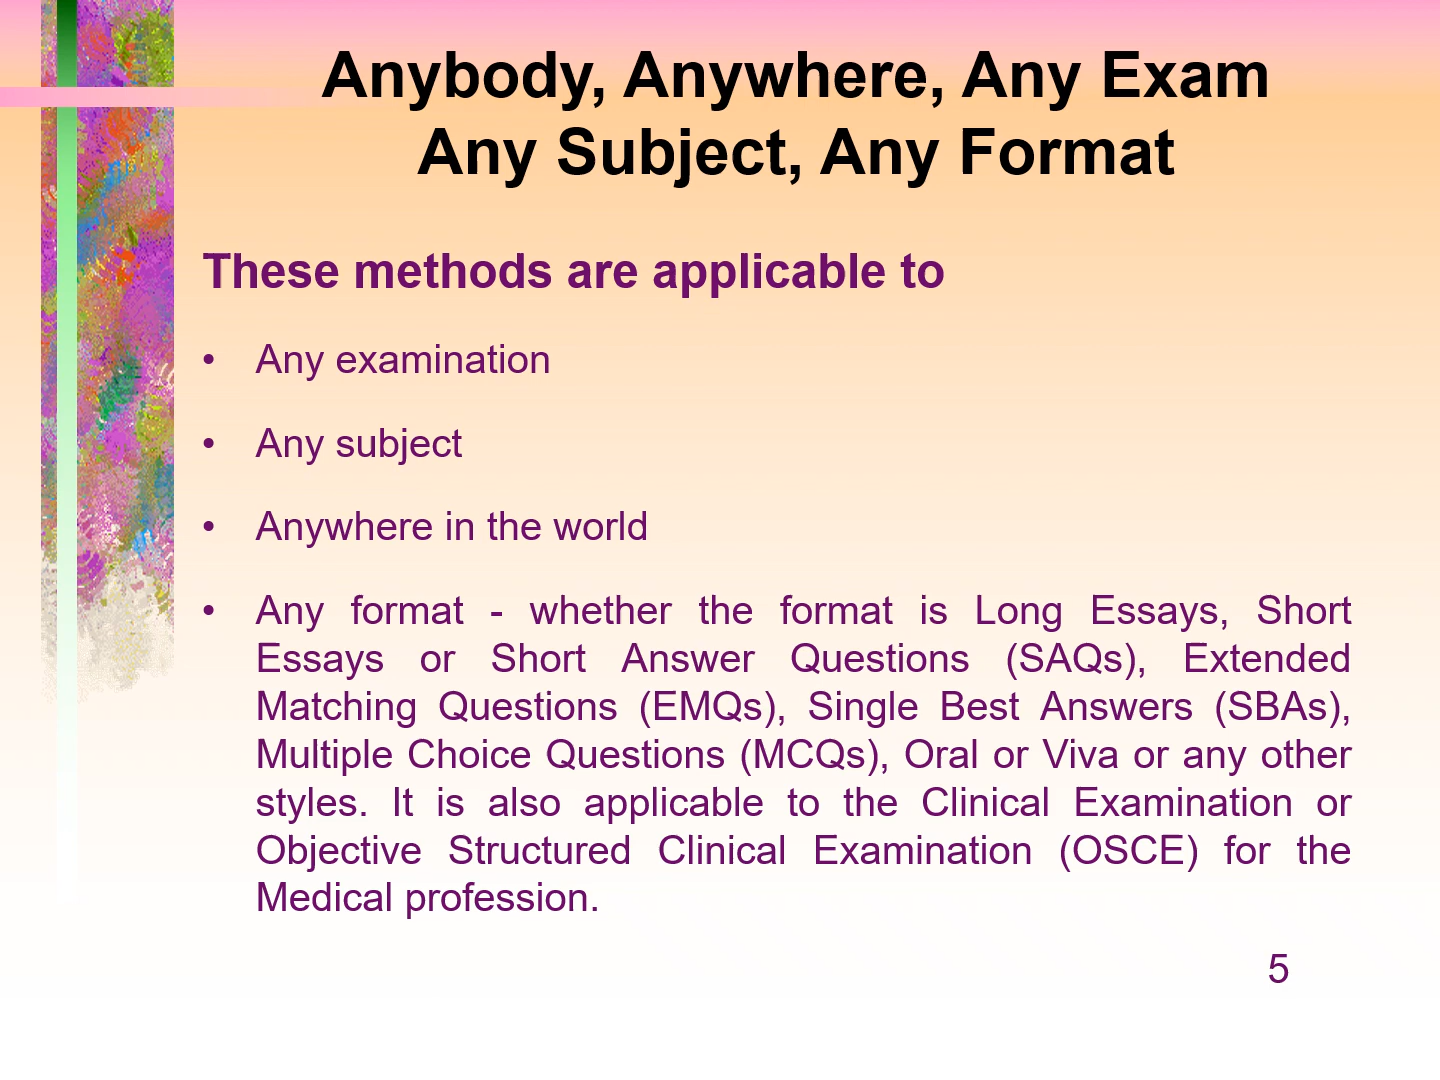 Anybody, Anywhere, Any Exam
Any Subject, Any Format
These methods are applicable to
• Any examination
• Any subject
• Anywhere in the world
• Any format - whether the format is Long Essays, Short
Essays or Short Answer Questions (SAQs), Extended
Matching Questions (EMQs), Single Best Answers (SBAs),
Multiple Choice Questions (MCQs), Oral or Viva or any other
styles. It is also applicable to the Clinical Examination or
Objective Structured Clinical Examination (OSCE) for the
Medical profession.
5